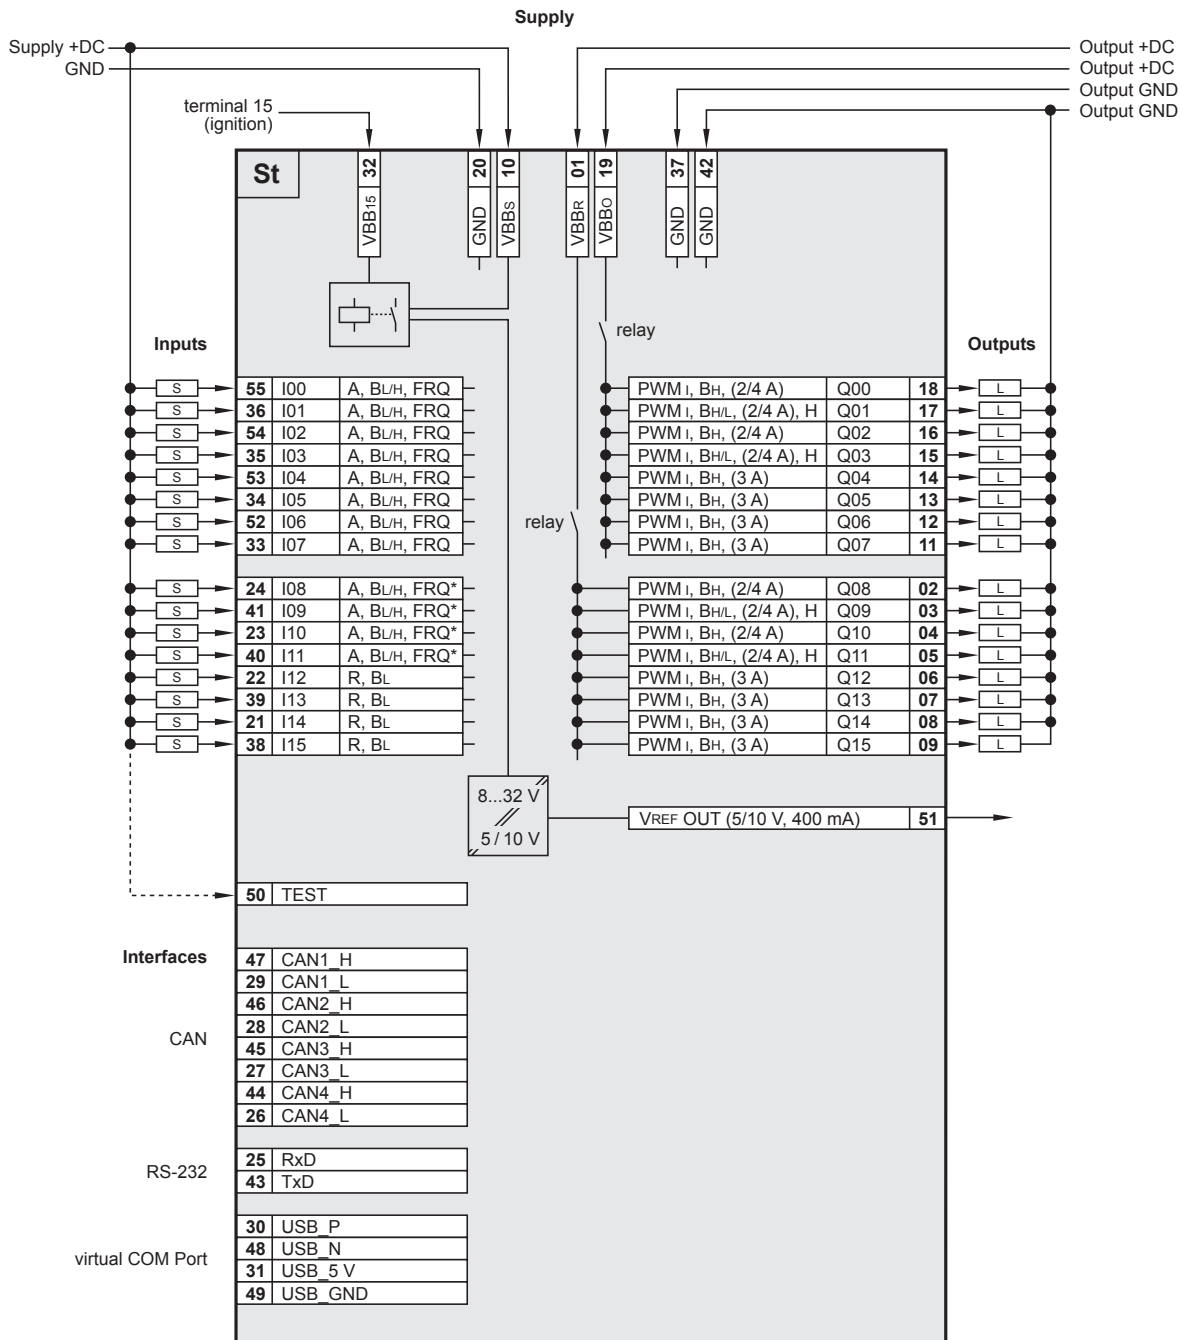 Supply
Supply +DC
GND
Output +DC
Output +DC
Output GND
Output GND
terminal 15
(ignition)
St
32 VBB15
20 GND
10 VBBS
01 VBBR
19 VBBO
37 GND
42 GND
relay
Inputs
Outputs
S 55 I00 A, BL/H, FRQ
S 36 I01 A, BL/H, FRQ
S 54 I02 A, BL/H, FRQ
S 35 I03 A, BL/H, FRQ
S 53 I04 A, BL/H, FRQ
S 34 I05 A, BL/H, FRQ
S 52 I06 A, BL/H, FRQ
S 33 I07 A, BL/H, FRQ
S 24 I08 A, BL/H, FRQ*
S 41 I09 A, BL/H, FRQ*
S 23 I10 A, BL/H, FRQ*
S 40 I11 A, BL/H, FRQ*
S 22 I12 R, BL
S 39 I13 R, BL
S 21 I14 R, BL
S 38 I15 R, BL
relay
PWM I, BH, (2/4 A) Q00 18 L
PWM I, BH/L, (2/4 A), H Q01 17 L
PWM I, BH, (2/4 A) Q02 16 L
PWM I, BH/L, (2/4 A), H Q03 15 L
PWM I, BH, (3 A) Q04 14 L
PWM I, BH, (3 A) Q05 13 L
PWM I, BH, (3 A) Q06 12 L
PWM I, BH, (3 A) Q07 11 L
PWM I, BH, (2/4 A) Q08 02 L
PWM I, BH/L, (2/4 A), H Q09 03 L
PWM I, BH, (2/4 A) Q10 04 L
PWM I, BH/L, (2/4 A), H Q11 05 L
PWM I, BH, (3 A) Q12 06 L
PWM I, BH, (3 A) Q13 07 L
PWM I, BH, (3 A) Q14 08 L
PWM I, BH, (3 A) Q15 09 L
8...32 V
5 / 10 V
VREF OUT (5/10 V, 400 mA) 51
50 TEST
Interfaces
CAN
47 CAN1_H
29 CAN1_L
46 CAN2_H
28 CAN2_L
45 CAN3_H
27 CAN3_L
44 CAN4_H
26 CAN4_L
RS-232
25 RxD
43 TxD
virtual COM Port
30 USB_P
48 USB_N
31 USB_5 V
49 USB_GND